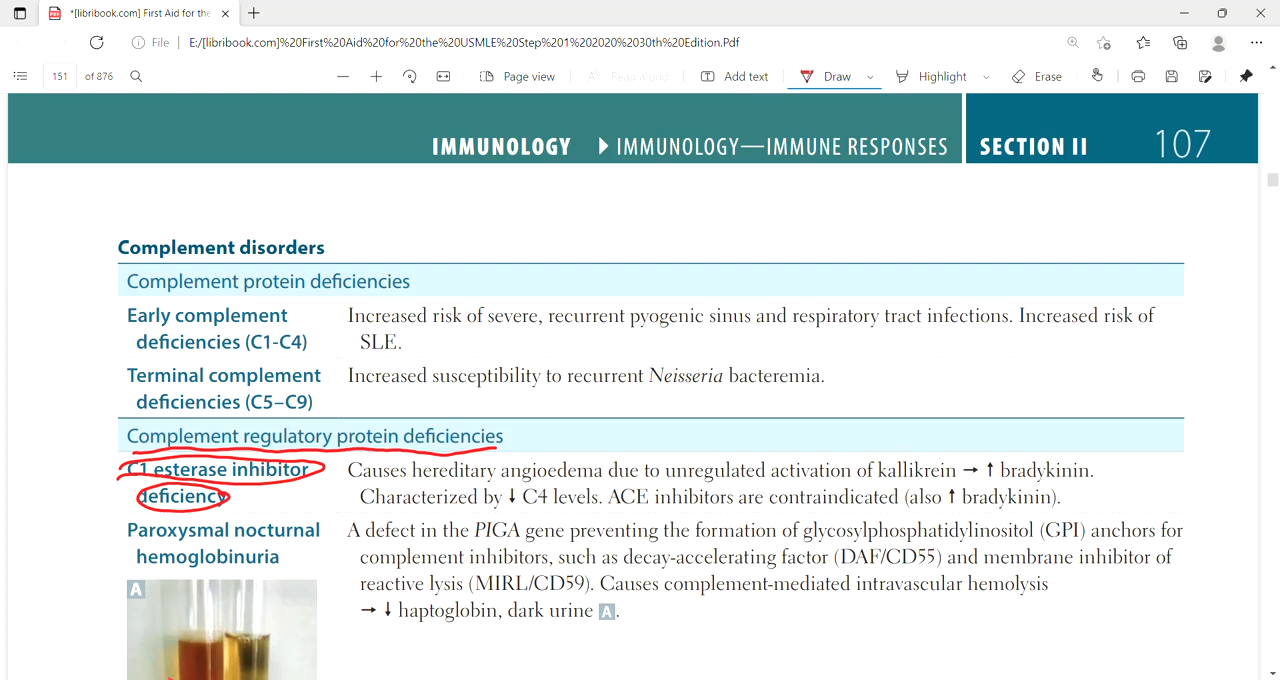 *[libribook.com] First Aid for the
File E:/[libribook.com]%20First%20Aid%20for%20the%20USMLE%20Step%201%202020%2030th%20Edition.Pdf
151 of 876 Page view Read aloud Add text Draw Highlight Erase
IMMUNOLOGY ▶ IMMUNOLOGY—IMMUNE RESPONSES SECTION II 107
Complement disorders
Complement protein deficiencies
Early complement
deficiencies (C1-C4)
Increased risk of severe, recurrent pyogenic sinus and respiratory tract infections. Increased risk of
SLE.
Terminal complement
deficiencies (C5–C9)
Increased susceptibility to recurrent Neisseria bacteremia.
Complement regulatory protein deficiencies
C1 esterase inhibitor
deficiency
Causes hereditary angioedema due to unregulated activation of kallikrein → ↑ bradykinin.
Characterized by ↓ C4 levels. ACE inhibitors are contraindicated (also ↑ bradykinin).
Paroxysmal nocturnal
hemoglobinuria
A defect in the PIGA gene preventing the formation of glycosylphosphatidylinositol (GPI) anchors for
complement inhibitors, such as decay-accelerating factor (DAF/CD55) and membrane inhibitor of
reactive lysis (MIRL/CD59). Causes complement-mediated intravascular hemolysis
→ ↓ haptoglobin, dark urine A.
A